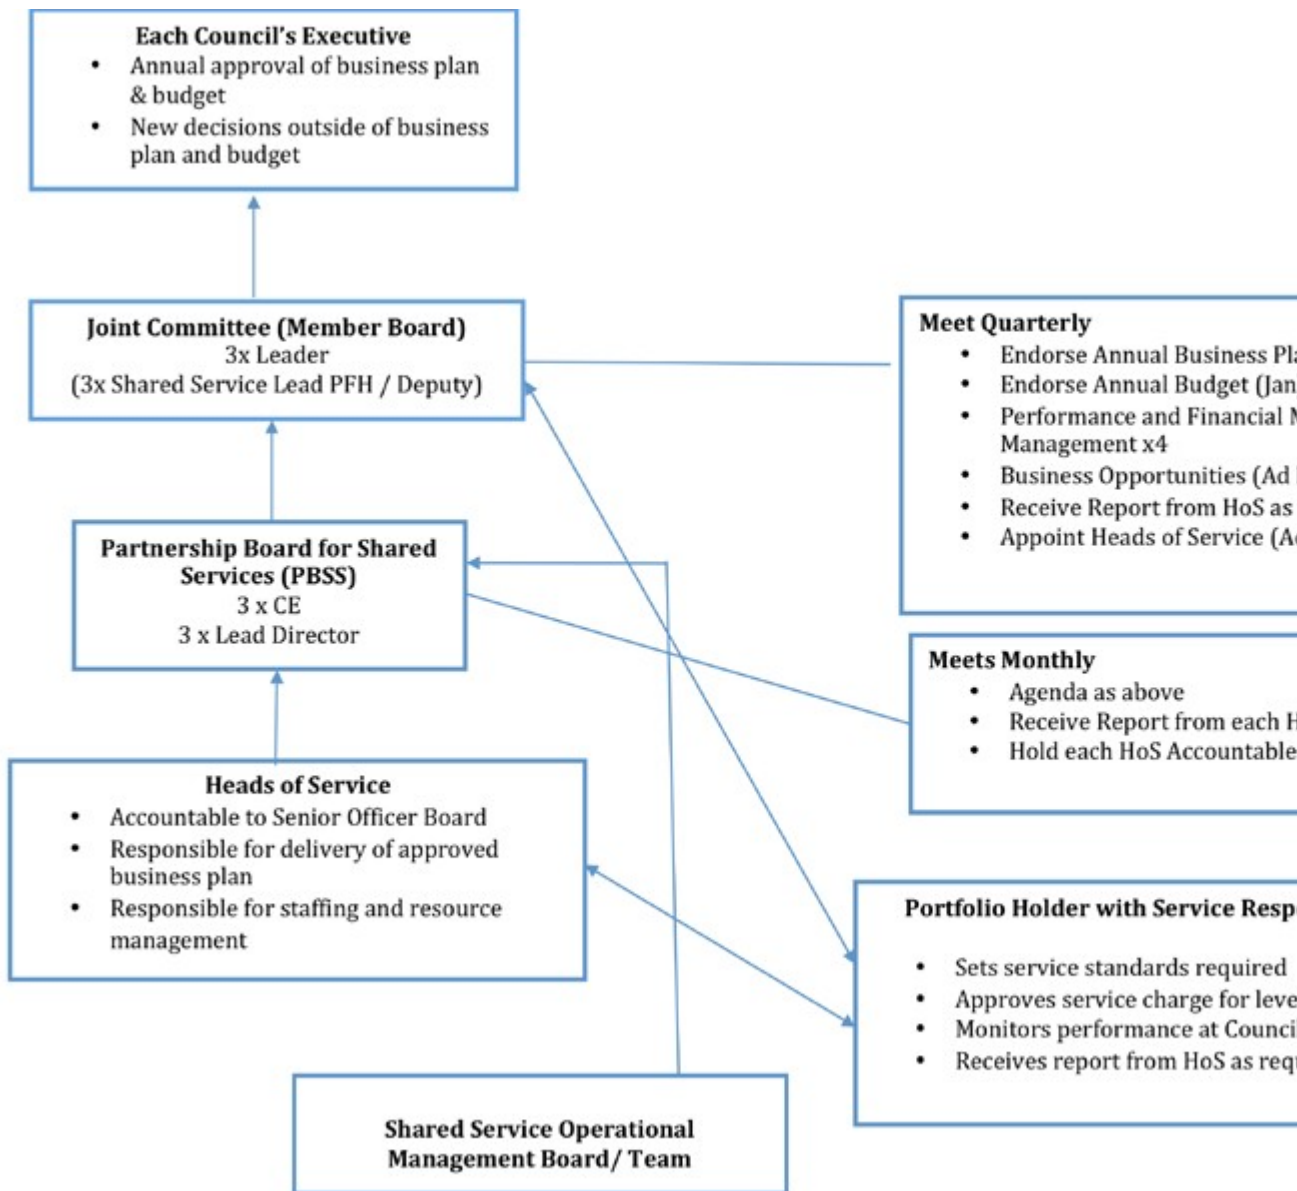 Each Council's Executive
• Annual approval of business plan
& budget
• New decisions outside of business
plan and budget
Joint Committee (Member Board)
3x Leader
(3x Shared Service Lead PFH / Deputy)
Meet Quarterly
• Endorse Annual Business
• Endorse Annual Budget (Jan
• Performance and Financial
Management x4
• Business Opportunities (Ad
• Receive Report from HoS as
• Appoint Heads of Service
Partnership Board for Shared
Services (PBSS)
3 x CE
3 x Lead Director
Meets Monthly
• Agenda as above
• Receive Report from each
• Hold each HoS Accountable
Heads of Service
• Accountable to Senior Officer Board
• Responsible for delivery of approved
business plan
• Responsible for staffing and resource
management
Portfolio Holder with Service
• Sets service standards required
• Approves service charge for
• Monitors performance at
• Receives report from HoS as
Shared Service Operational
Management Board/ Team